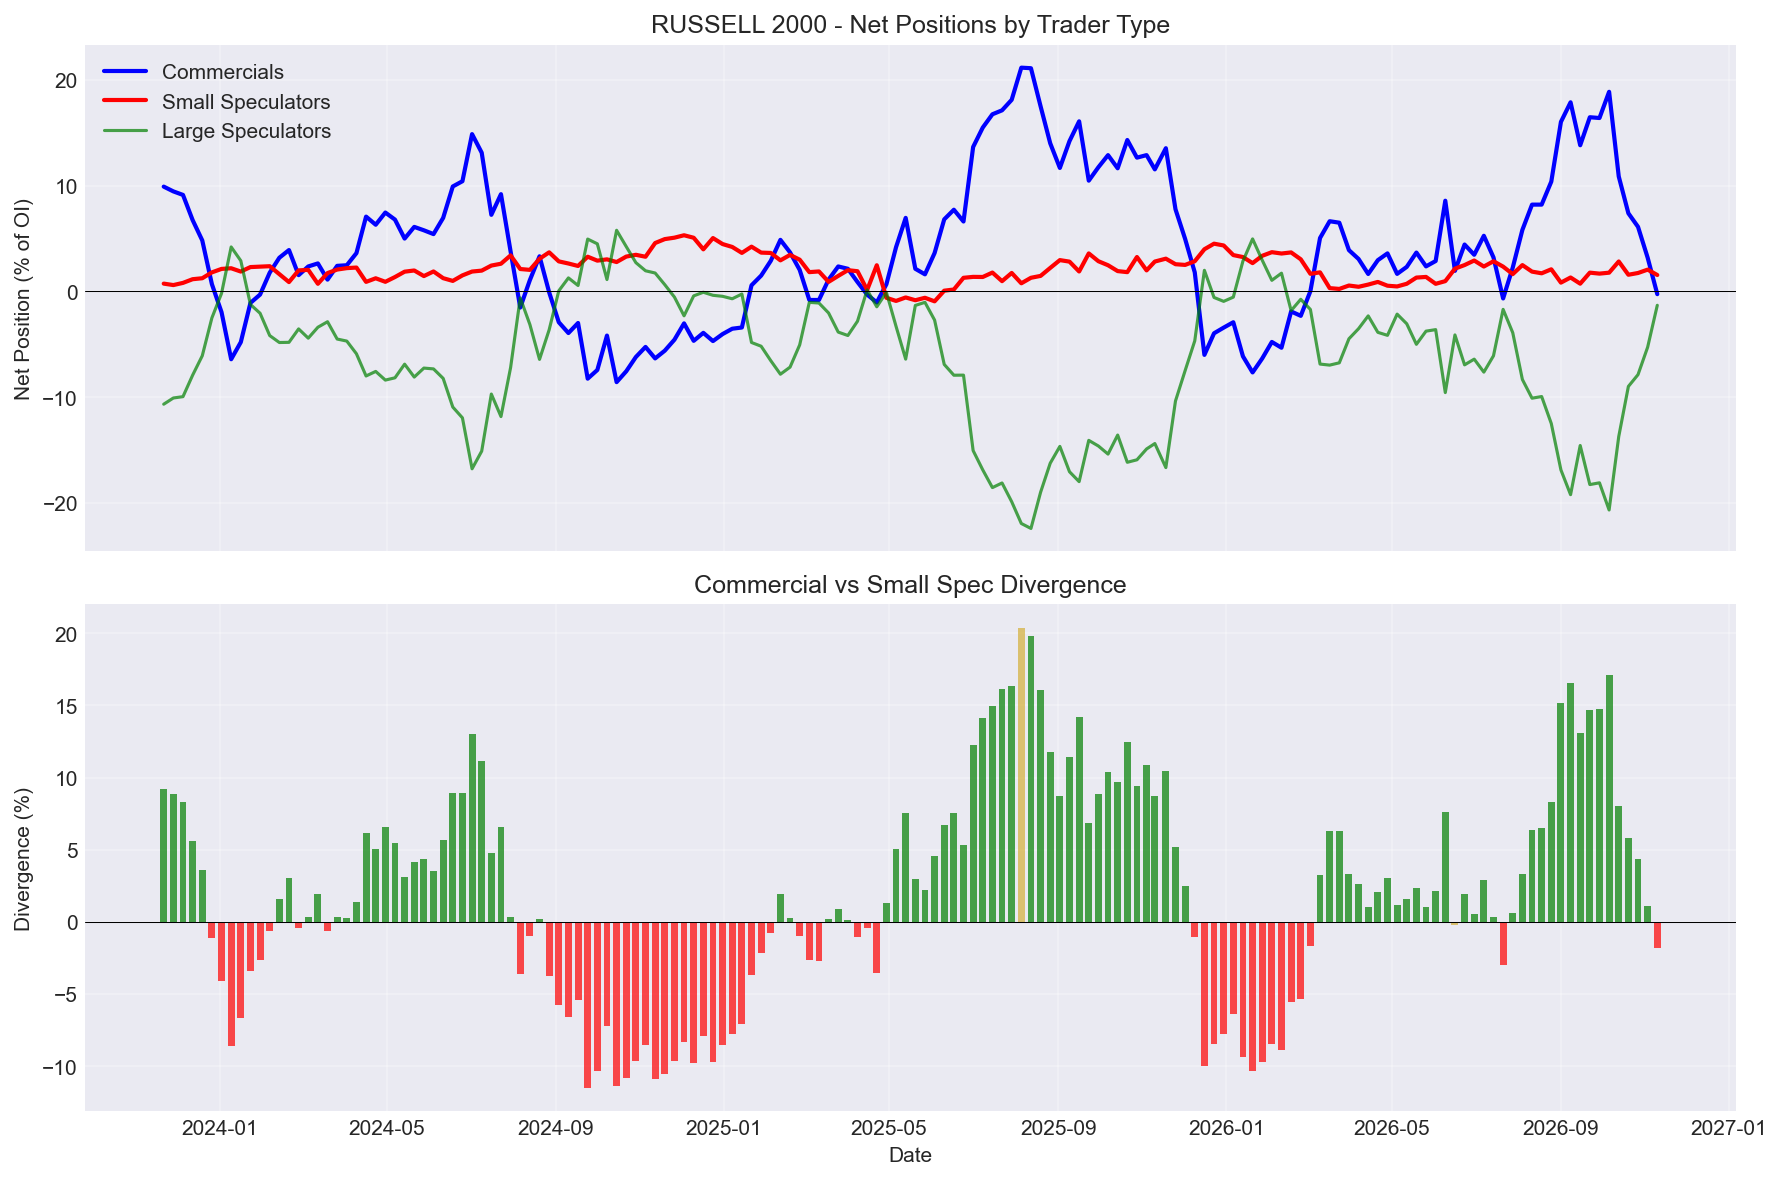 RUSSELL 2000 - Net Positions by Trader Type
Net Position (% of OI)
20
10
0
−10
−20
Commercials
Small Speculators
Large Speculators
Commercial vs Small Spec Divergence
Divergence (%)
20
15
10
5
0
−5
−10
2024-01
2024-05
2024-09
2025-01
2025-05
2025-09
2026-01
2026-05
2026-09
2027-01
Date